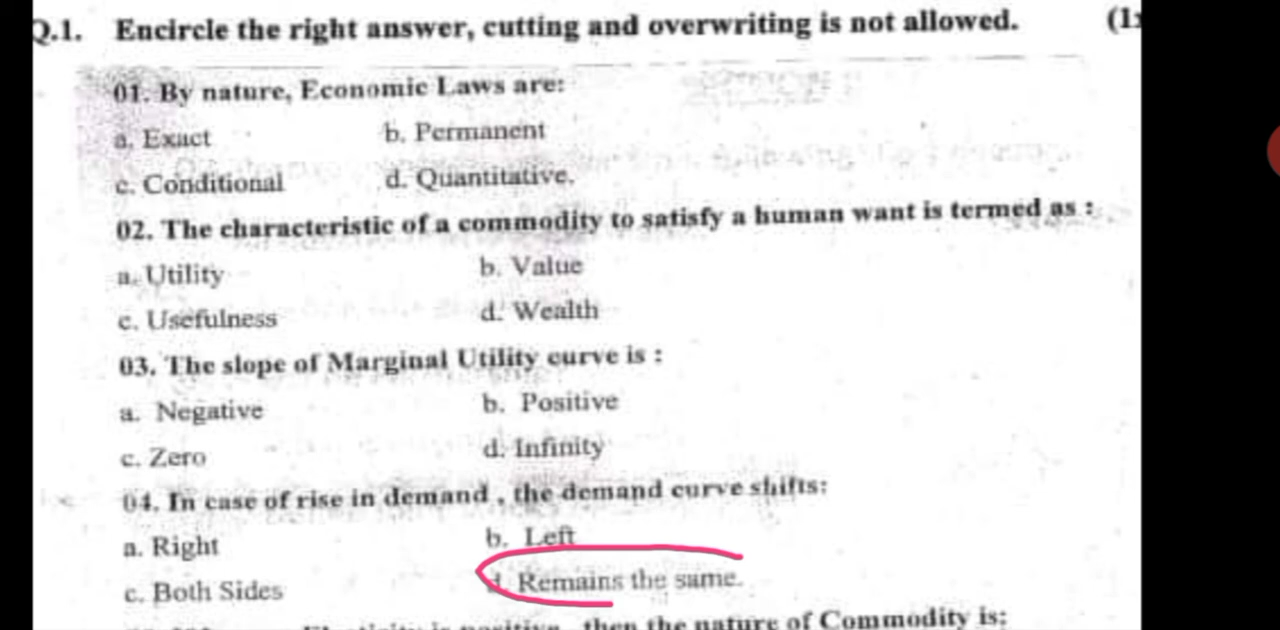 Q.1. Encircle the right answer, cutting and overwriting is not allowed. (1
01. By nature, Economic Laws are:
a. Exact b. Permanent
c. Conditional d. Quantitative.
02. The characteristic of a commodity to satisfy a human want is termed as :
a. Utility b. Value
c. Usefulness d. Wealth
03. The slope of Marginal Utility curve is :
a. Negative b. Positive
c. Zero d. Infinity
04. In case of rise in demand , the demand curve shifts:
a. Right b. Left
c. Both Sides d. Remains the same.
then the nature of Commodity is: